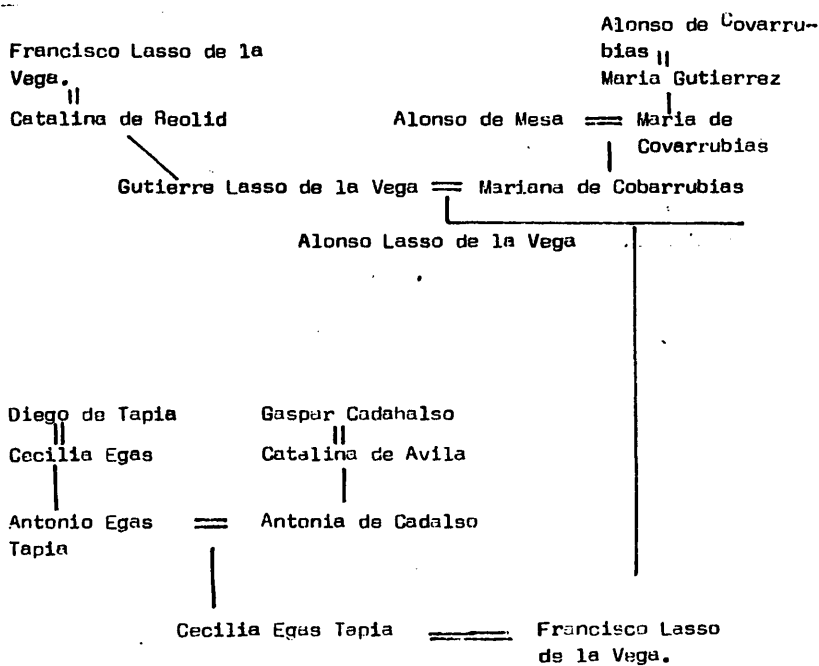 Alonso de Covarru-
bias
Francisco Lasso de la
Vega.
Maria Gutierrez
Catalina de Reolid
Alonso de Mesa
Maria de
Covarrubias
Gutierre Lasso de la Vega
Mariana de Cobarrubias
Alonso Lasso de la Vega
Diego de Tapia
Gaspar Cadahalso
Cecilia Egas
Catalina de Avila
Antonio Egas
Tapia
Antonia de Cadalso
Cecilia Egas Tapia
Francisco Lasso
de la Vega.